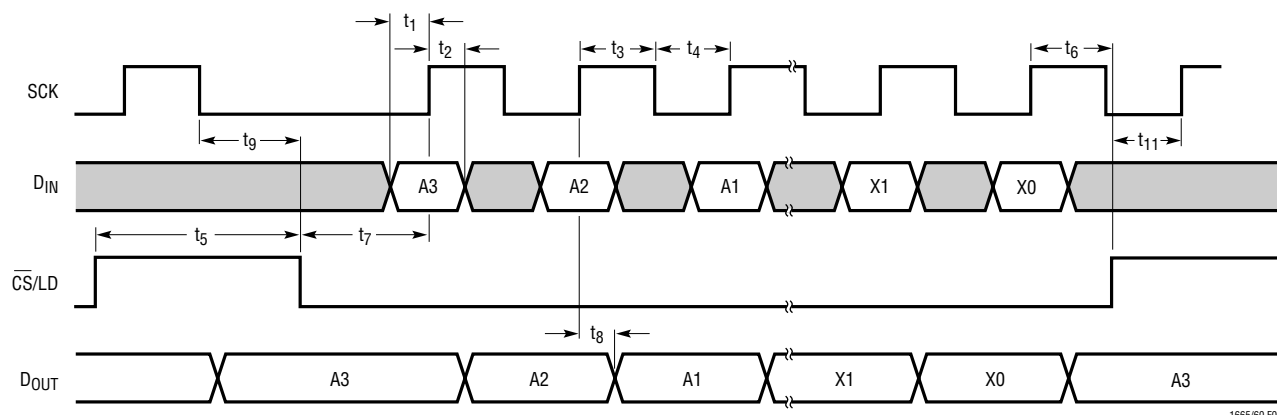 t1
t2
t3
t4
t6
SCK
t9
t11
DIN
A3
A2
A1
X1
X0
t5
t7
CS/LD
t8
DOUT
A3
A2
A1
X1
X0
A3